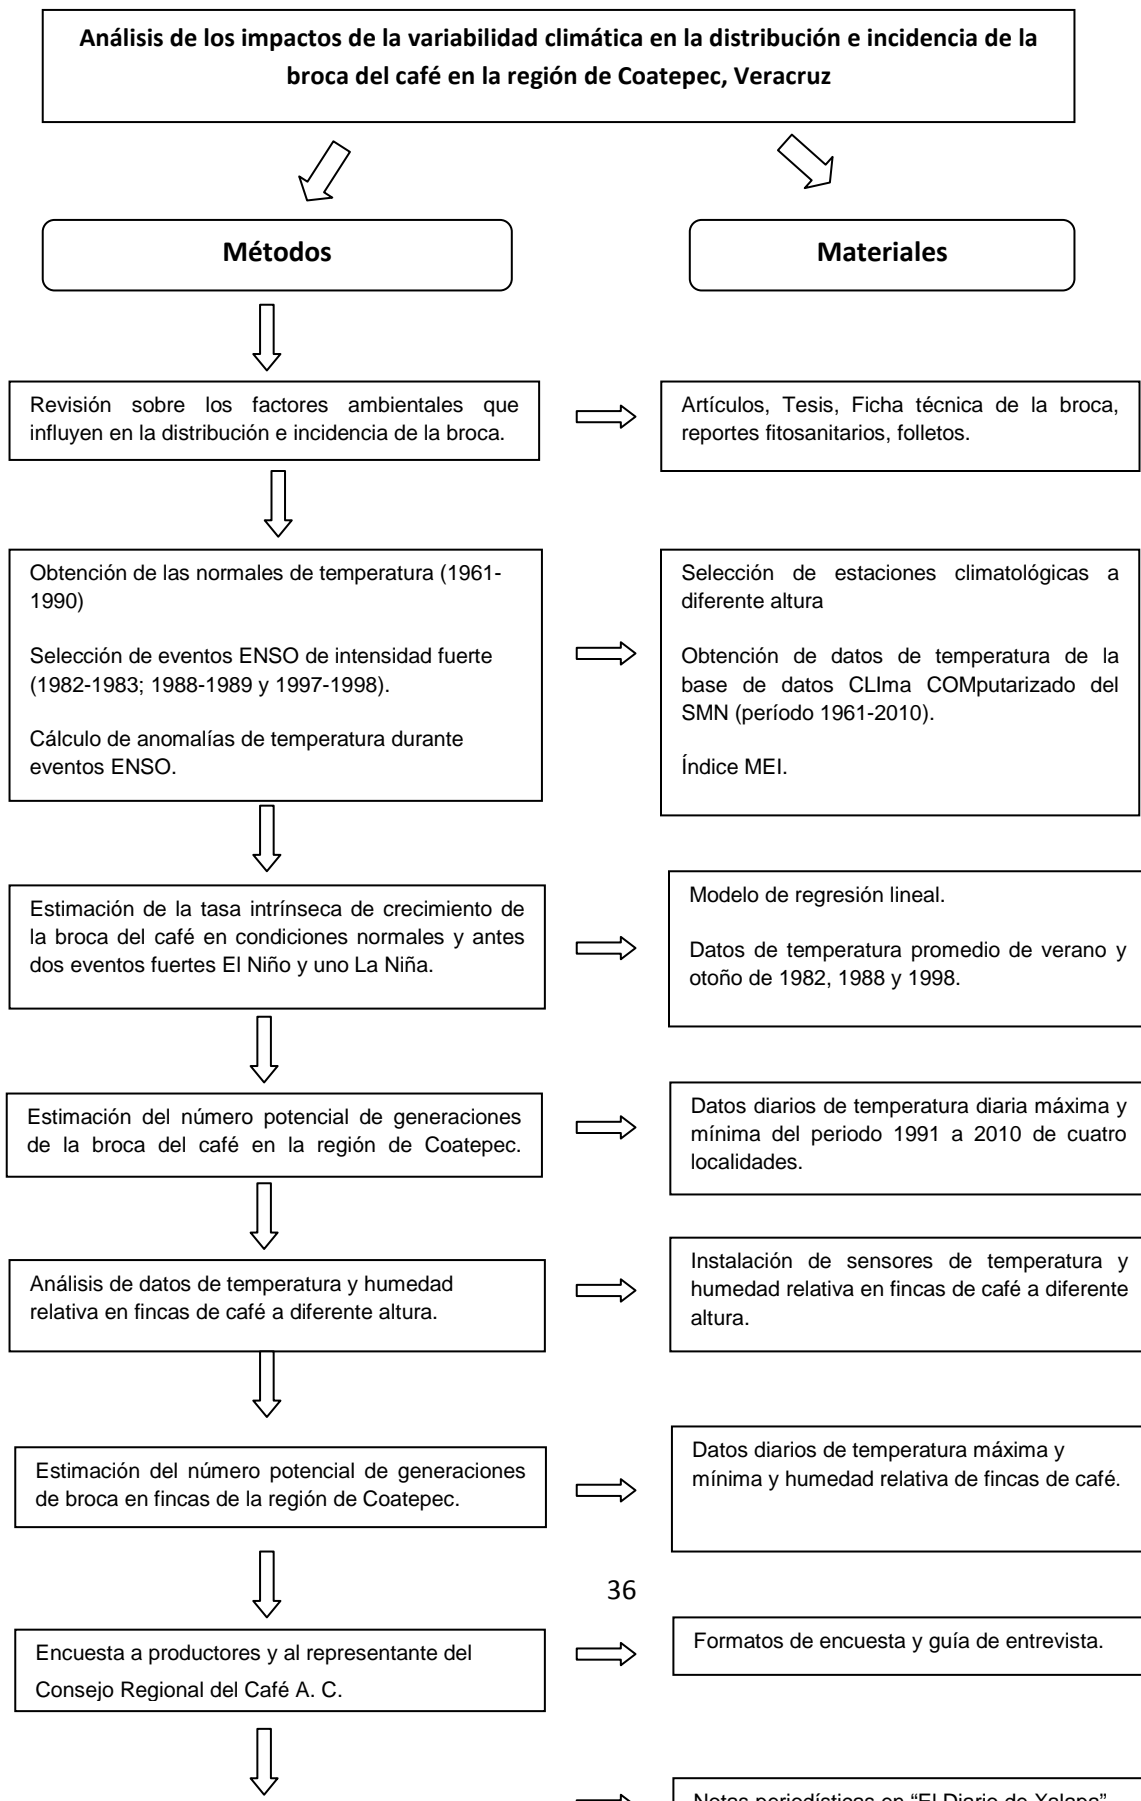 Análisis de los impactos de la variabilidad climática en la distribución e incidencia de la
broca del café en la región de Coatepec, Veracruz
Métodos
Materiales
Revisión sobre los factores ambientales que
influyen en la distribución e incidencia de la broca.
Artículos, Tesis, Ficha técnica de la broca,
reportes fitosanitarios, folletos.
Obtención de las normales de temperatura (1961-
1990)
Selección de eventos ENSO de intensidad fuerte
(1982-1983; 1988-1989 y 1997-1998).
Cálculo de anomalías de temperatura durante
eventos ENSO.
Selección de estaciones climatológicas a
diferente altura
Obtención de datos de temperatura de la
base de datos CLIma COMputarizado del
SMN (período 1961-2010).
Índice MEI.
Estimación de la tasa intrínseca de crecimiento de
la broca del café en condiciones normales y antes
dos eventos fuertes El Niño y uno La Niña.
Modelo de regresión lineal.
Datos de temperatura promedio de verano y
otoño de 1982, 1988 y 1998.
Estimación del número potencial de generaciones
de la broca del café en la región de Coatepec.
Datos diarios de temperatura diaria máxima y
mínima del periodo 1991 a 2010 de cuatro
localidades.
Análisis de datos de temperatura y humedad
relativa en fincas de café a diferente altura.
Instalación de sensores de temperatura y
humedad relativa en fincas de café a diferente
altura.
Estimación del número potencial de generaciones
de broca en fincas de la región de Coatepec.
Datos diarios de temperatura máxima y
mínima y humedad relativa de fincas de café.
36
Encuesta a productores y al representante del
Consejo Regional del Café A. C.
Formatos de encuesta y guía de entrevista.
Notas periodísticas en "El Diario de Xalapa"